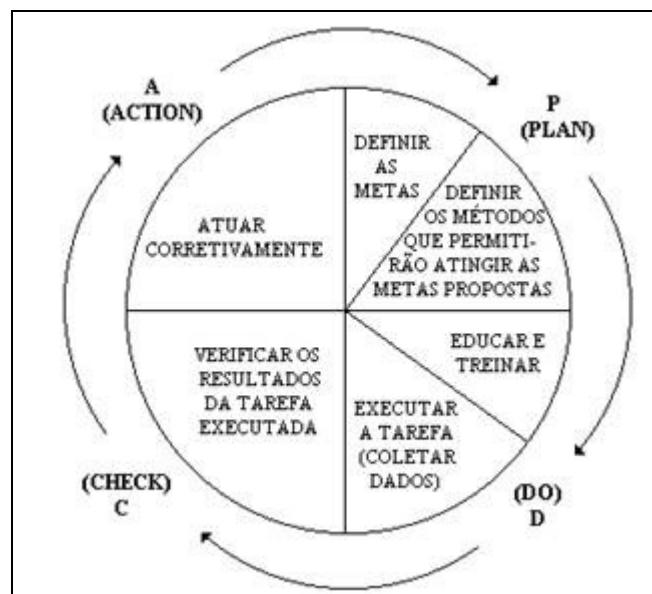 A
(ACTION)
P
(PLAN)
DEFINIR
AS
METAS
DEFINIR
OS MÉTODOS
QUE PERMITI-
RÃO ATINGIR AS
METAS PROPOSTAS
ATUAR
CORRETIVAMENTE
EDUCAR E
TREINAR
VERIFICAR OS
RESULTADOS
DA TAREFA
EXECUTADA
EXECUTAR
A TAREFA
(COLETAR
DADOS)
(CHECK)
C
(DO)
D